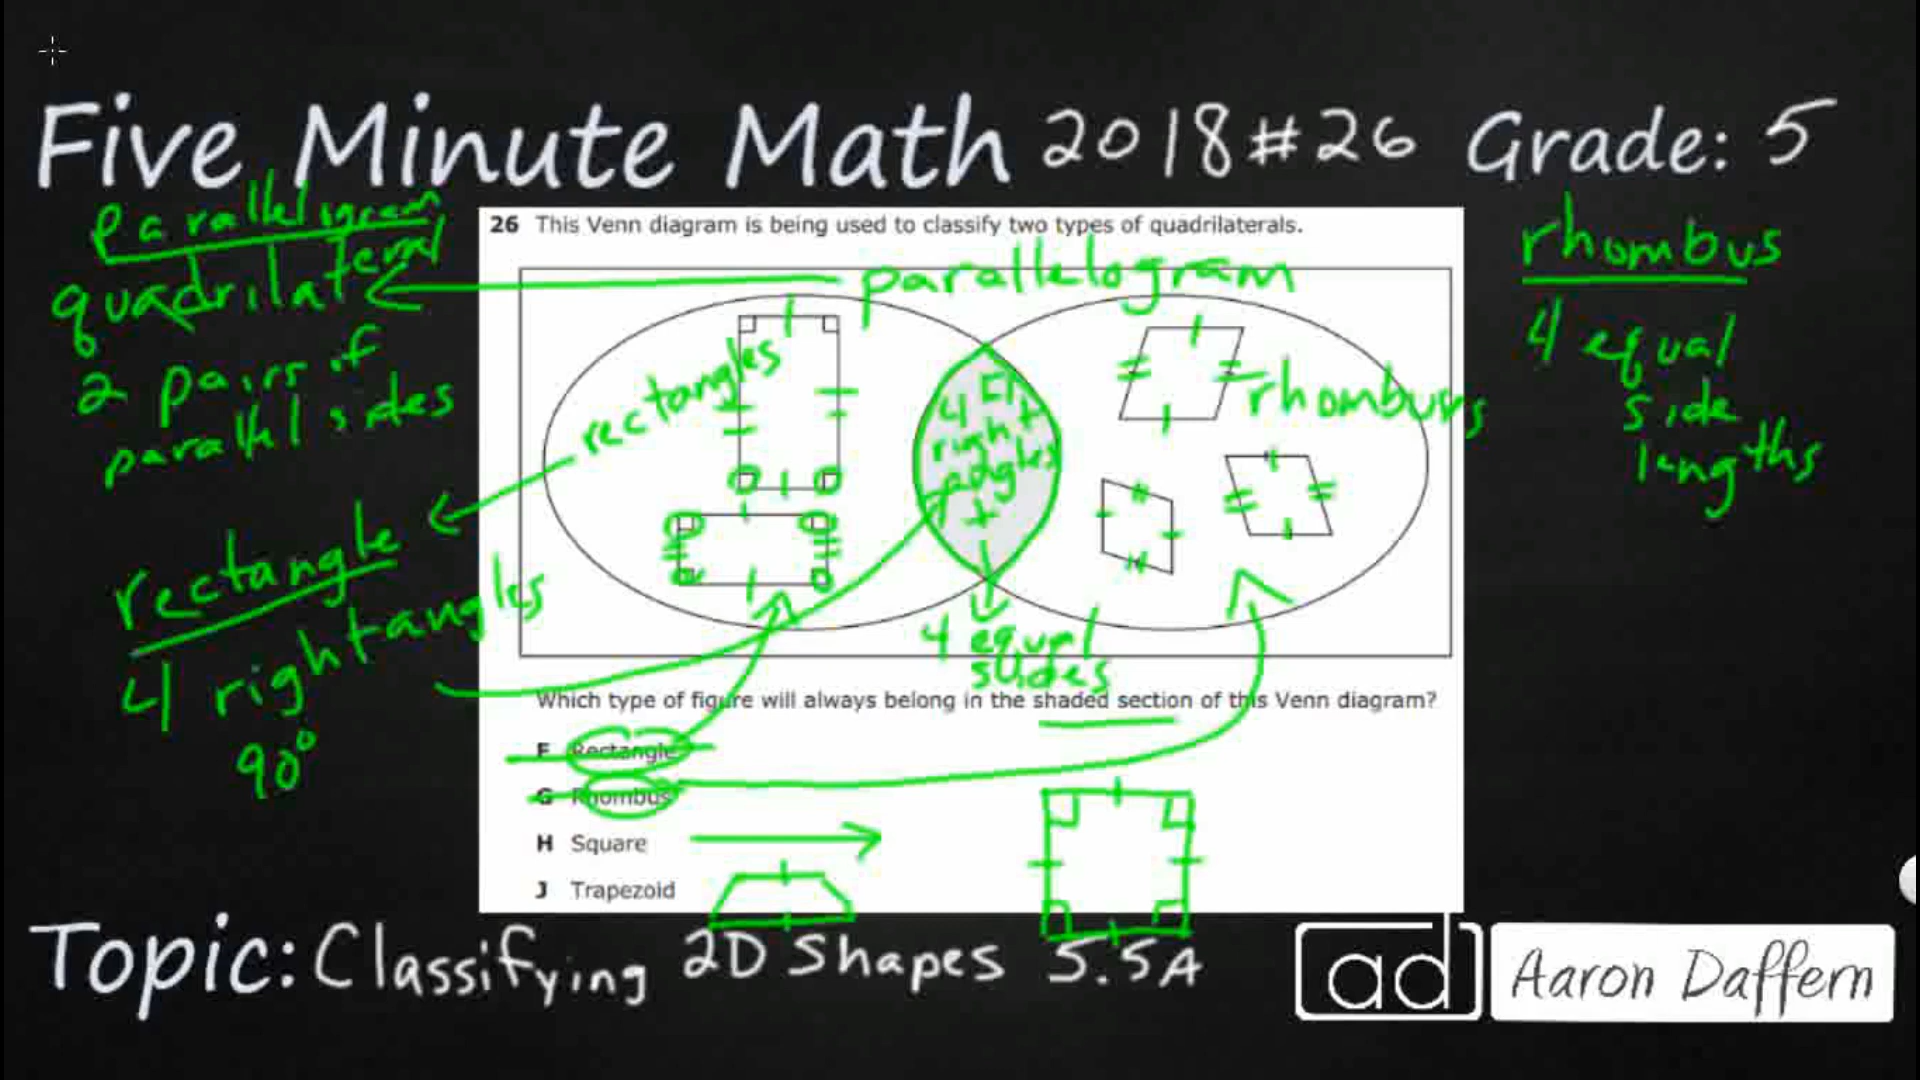 Five Minute Math 2018 #26 Grade: 5
parallelogram
quadrilateral
2 pairs of
parallel sides
rectangle
4 right angles
90°
26 This Venn diagram is being used to classify two types of quadrilaterals.
parallelogram
rectangles
rhombuses
4
right
angles
+
4 equal
sides
rhombus
4 equal
side
lengths
Which type of figure will always belong in the shaded section of this Venn diagram?
F Rectangle
G Rhombus
H Square
J Trapezoid
Topic: Classifying 2D Shapes 5.5A
ad Aaron Daffern